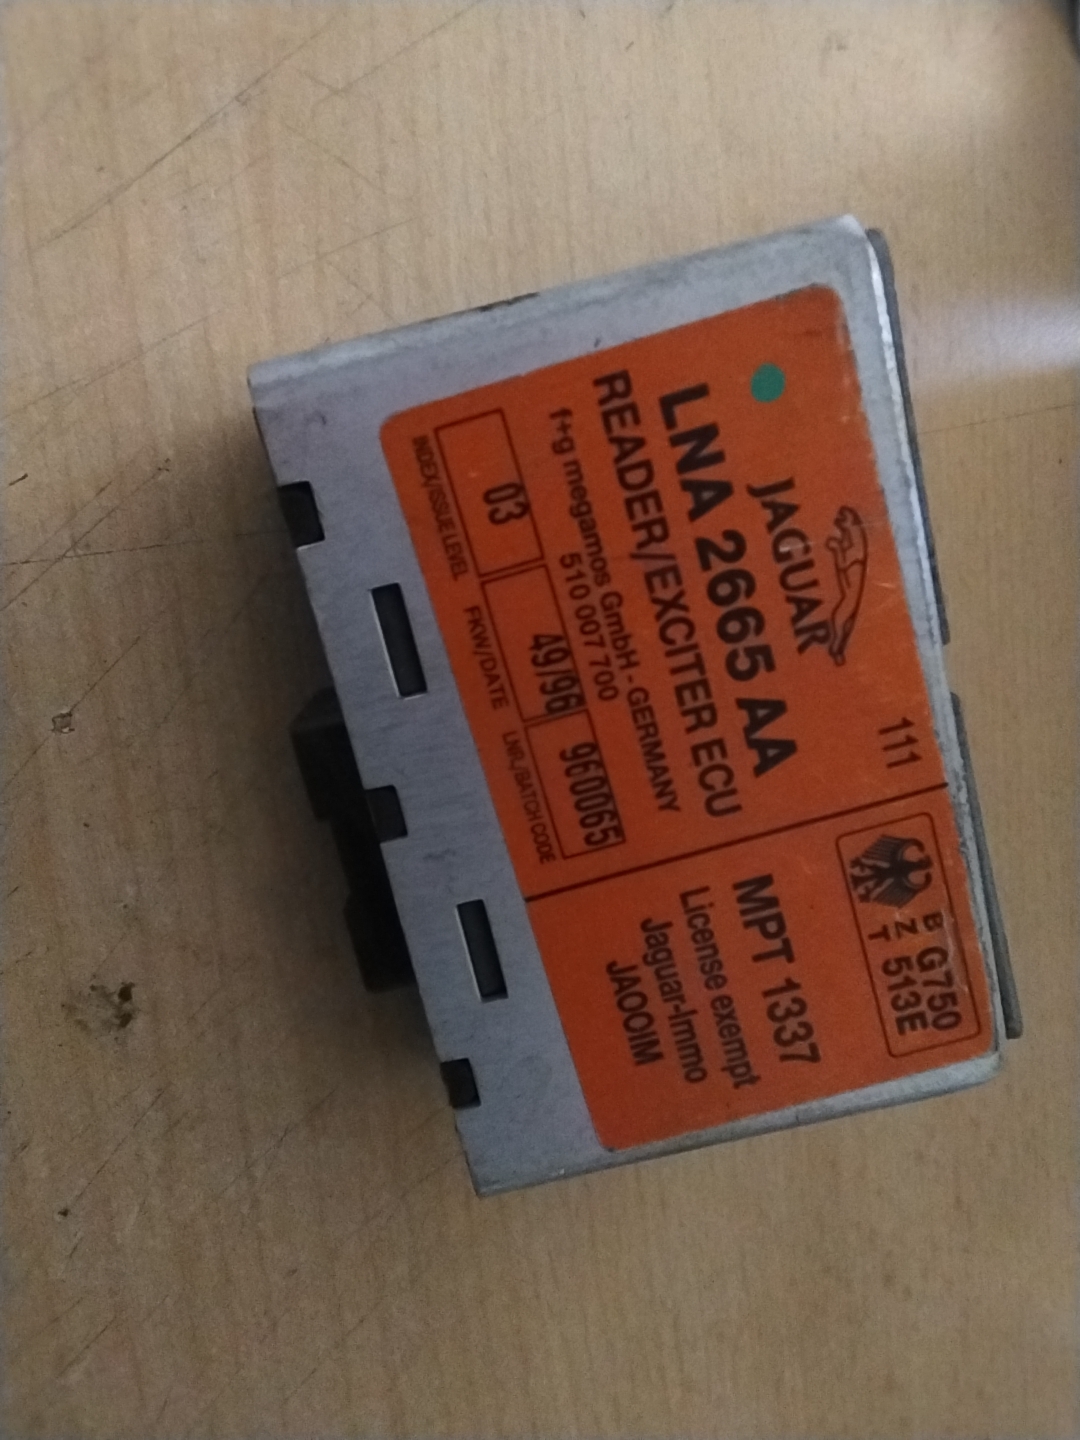 JAGUAR
111
LNA 2665 AA
READER/EXCITER ECU
f+g megamos GmbH - GERMANY
510 007 700
03
49/96
960065
INDEX/ISSUE LEVEL
FKW/DATE
LNR./BATCH CODE
B G750
Z
T 513E
MPT 1337
License exempt
Jaguar-Immo
JAOOIM